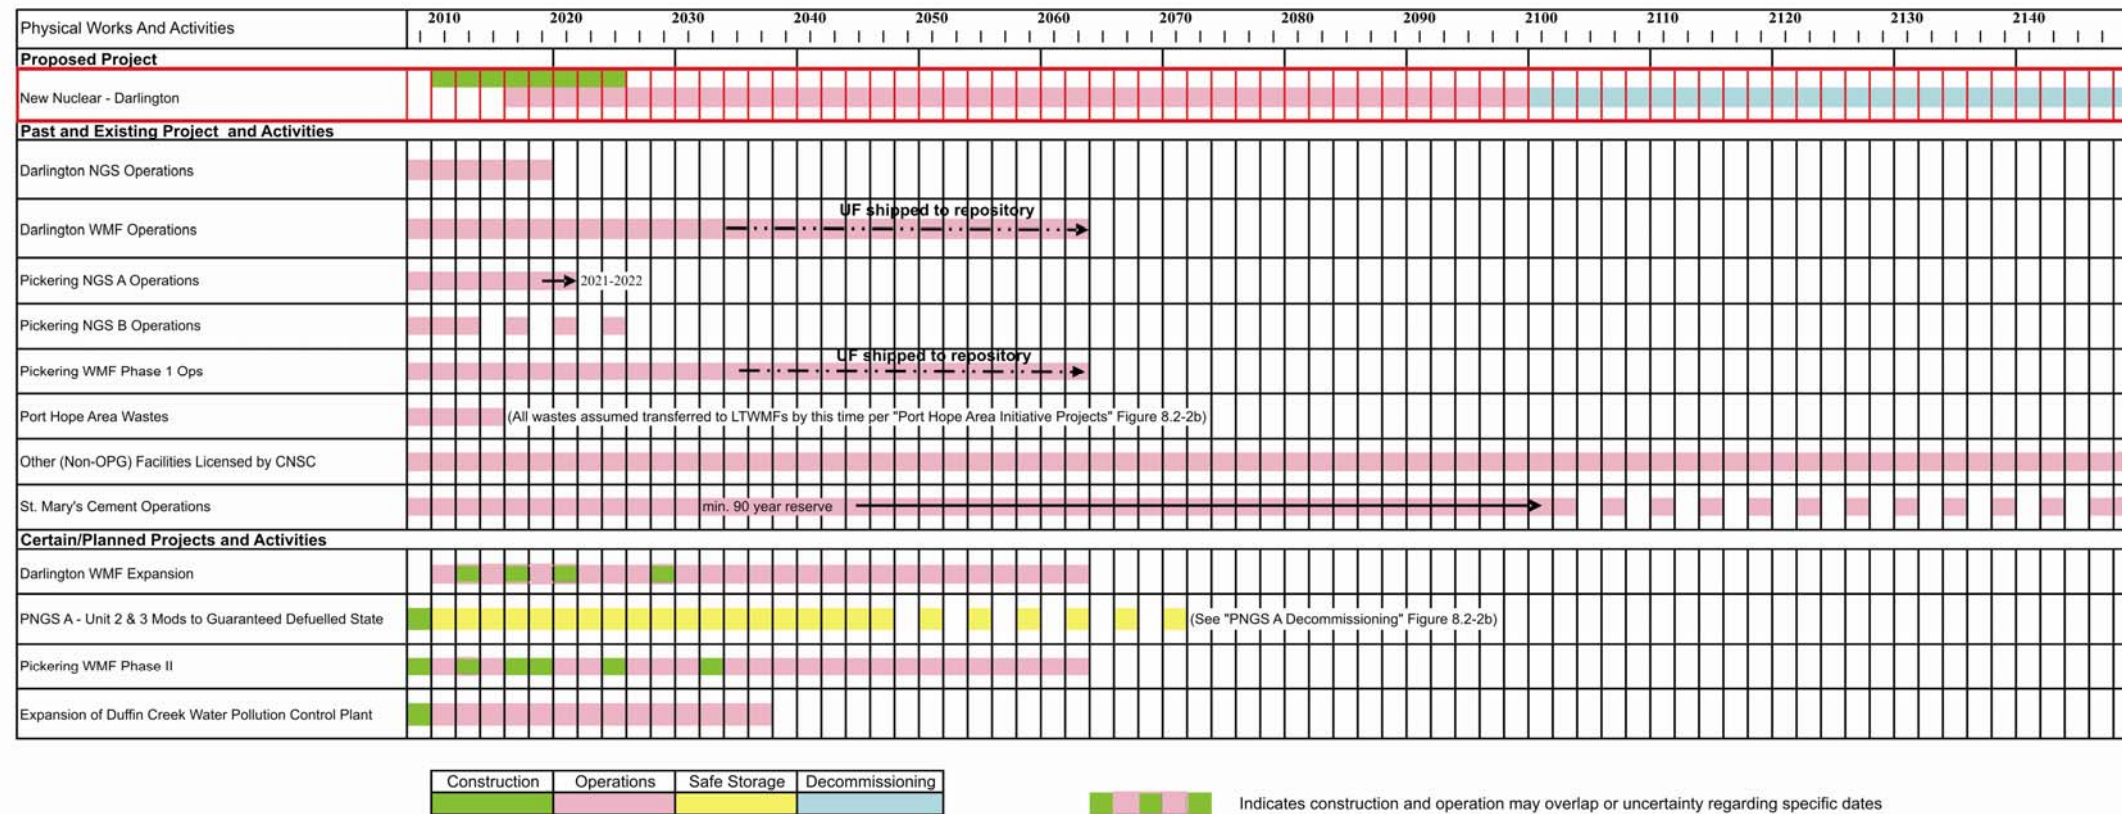 Physical Works And Activities
2010 2020 2030 2040 2050 2060 2070 2080 2090 2100 2110 2120 2130 2140
Proposed Project
New Nuclear - Darlington
Past and Existing Project and Activities
Darlington NGS Operations
Darlington WMF Operations
UF shipped to repository
Pickering NGS A Operations
2021-2022
Pickering NGS B Operations
Pickering WMF Phase 1 Ops
UF shipped to repository
Port Hope Area Wastes
(All wastes assumed transferred to LTWMFs by this time per "Port Hope Area Initiative Projects" Figure 8.2-2b)
Other (Non-OPG) Facilities Licensed by CNSC
St. Mary's Cement Operations
min. 90 year reserve
Certain/Planned Projects and Activities
Darlington WMF Expansion
PNGS A - Unit 2 & 3 Mods to Guaranteed Defuelled State
(See "PNGS A Decommissioning" Figure 8.2-2b)
Pickering WMF Phase II
Expansion of Duffin Creek Water Pollution Control Plant
Construction Operations Safe Storage Decommissioning
Indicates construction and operation may overlap or uncertainty regarding specific dates